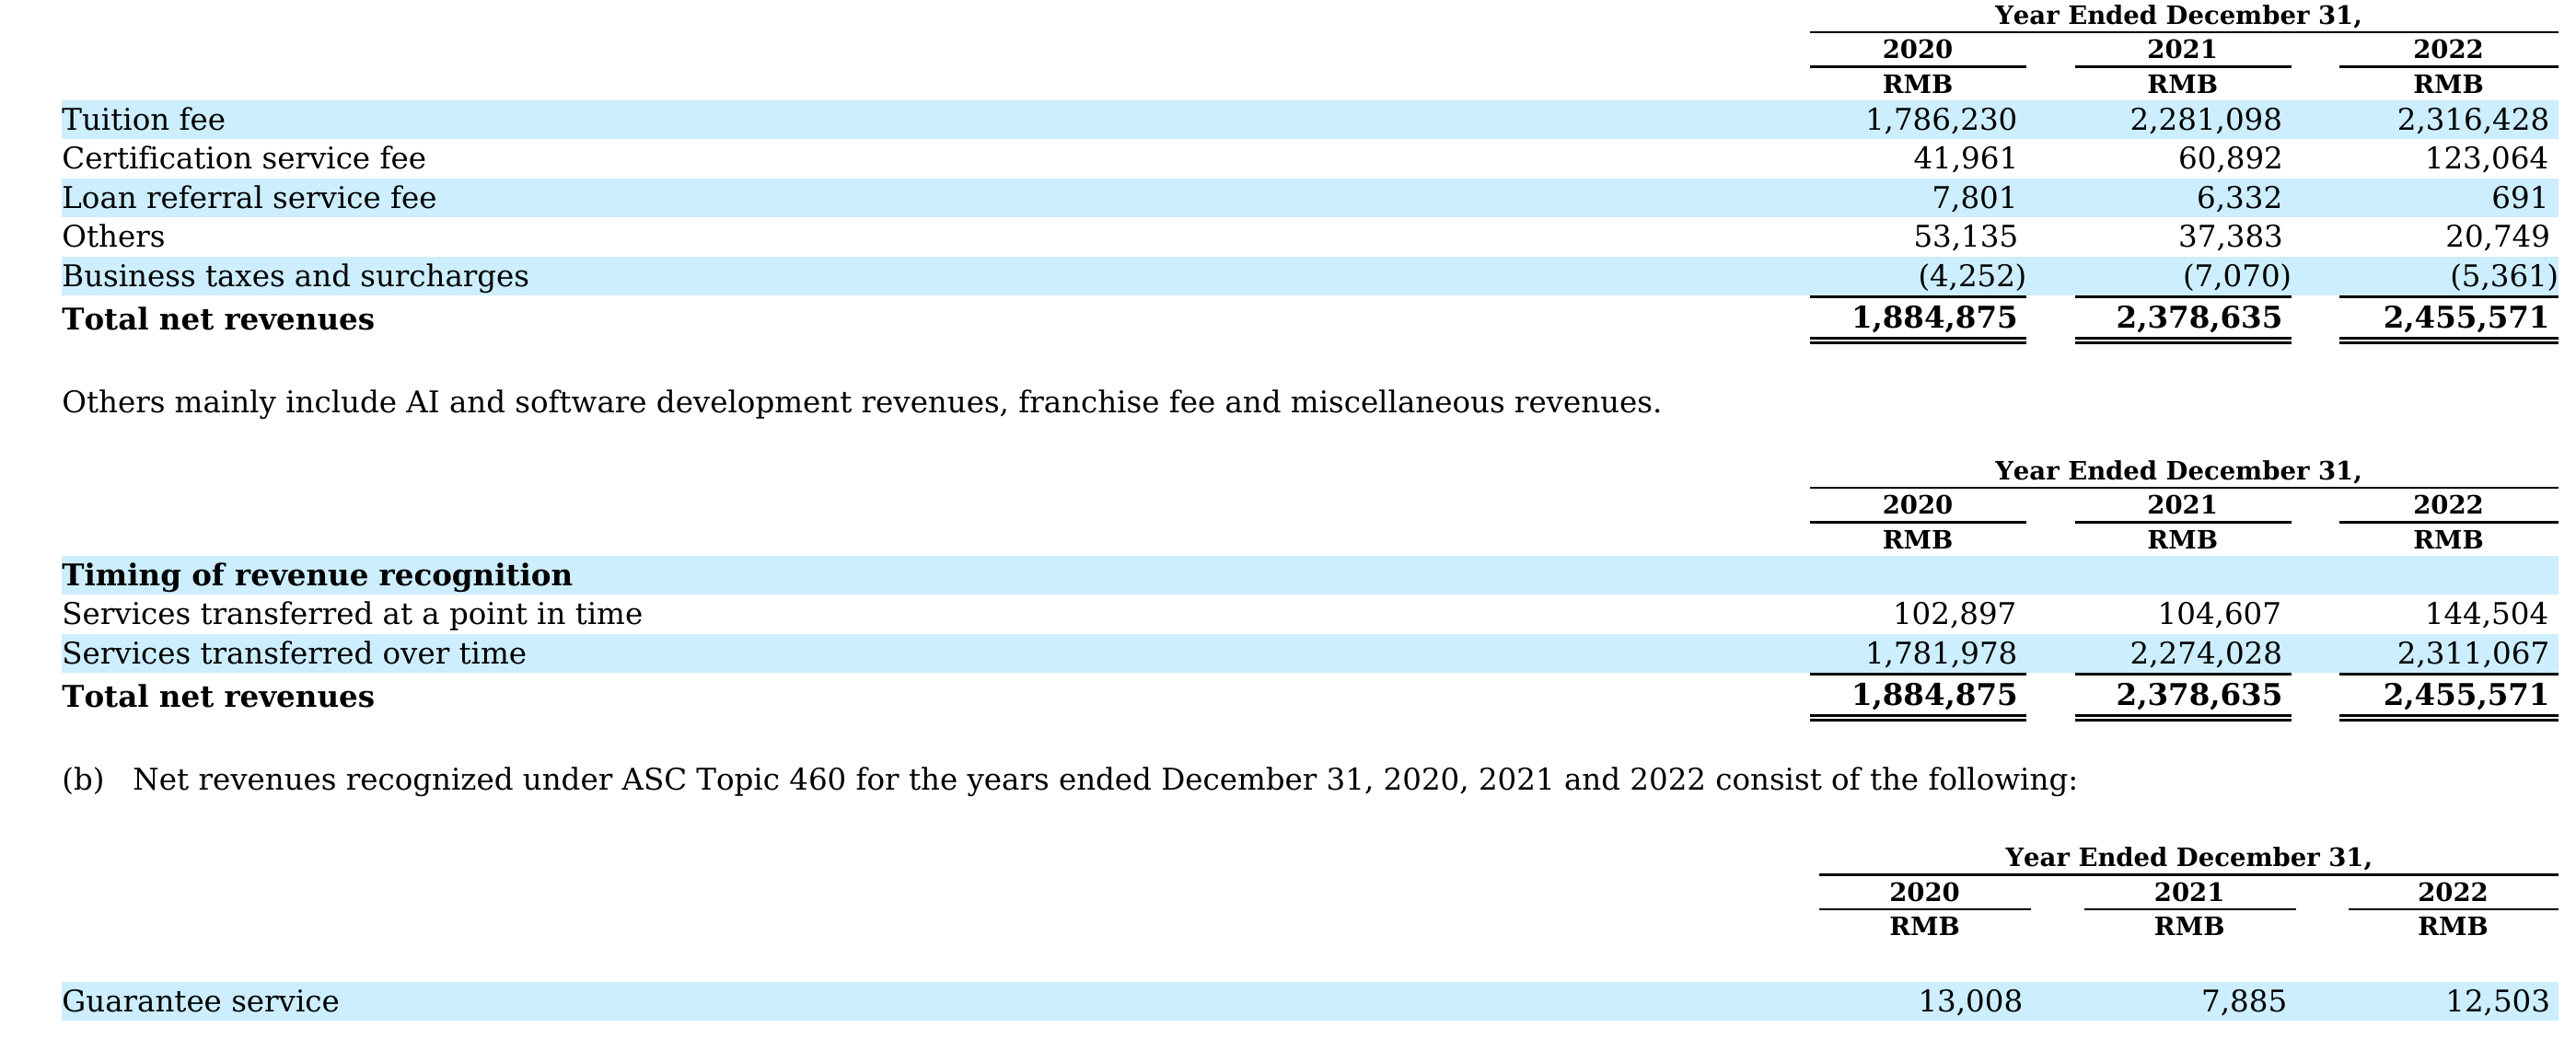 Year Ended December 31,
2020 2021 2022
RMB RMB RMB
Tuition fee 1,786,230 2,281,098 2,316,428
Certification service fee 41,961 60,892 123,064
Loan referral service fee 7,801 6,332 691
Others 53,135 37,383 20,749
Business taxes and surcharges (4,252) (7,070) (5,361)
Total net revenues 1,884,875 2,378,635 2,455,571
Others mainly include AI and software development revenues, franchise fee and miscellaneous revenues.
Year Ended December 31,
2020 2021 2022
RMB RMB RMB
Timing of revenue recognition
Services transferred at a point in time 102,897 104,607 144,504
Services transferred over time 1,781,978 2,274,028 2,311,067
Total net revenues 1,884,875 2,378,635 2,455,571
(b) Net revenues recognized under ASC Topic 460 for the years ended December 31, 2020, 2021 and 2022 consist of the following:
Year Ended December 31,
2020 2021 2022
RMB RMB RMB
Guarantee service 13,008 7,885 12,503